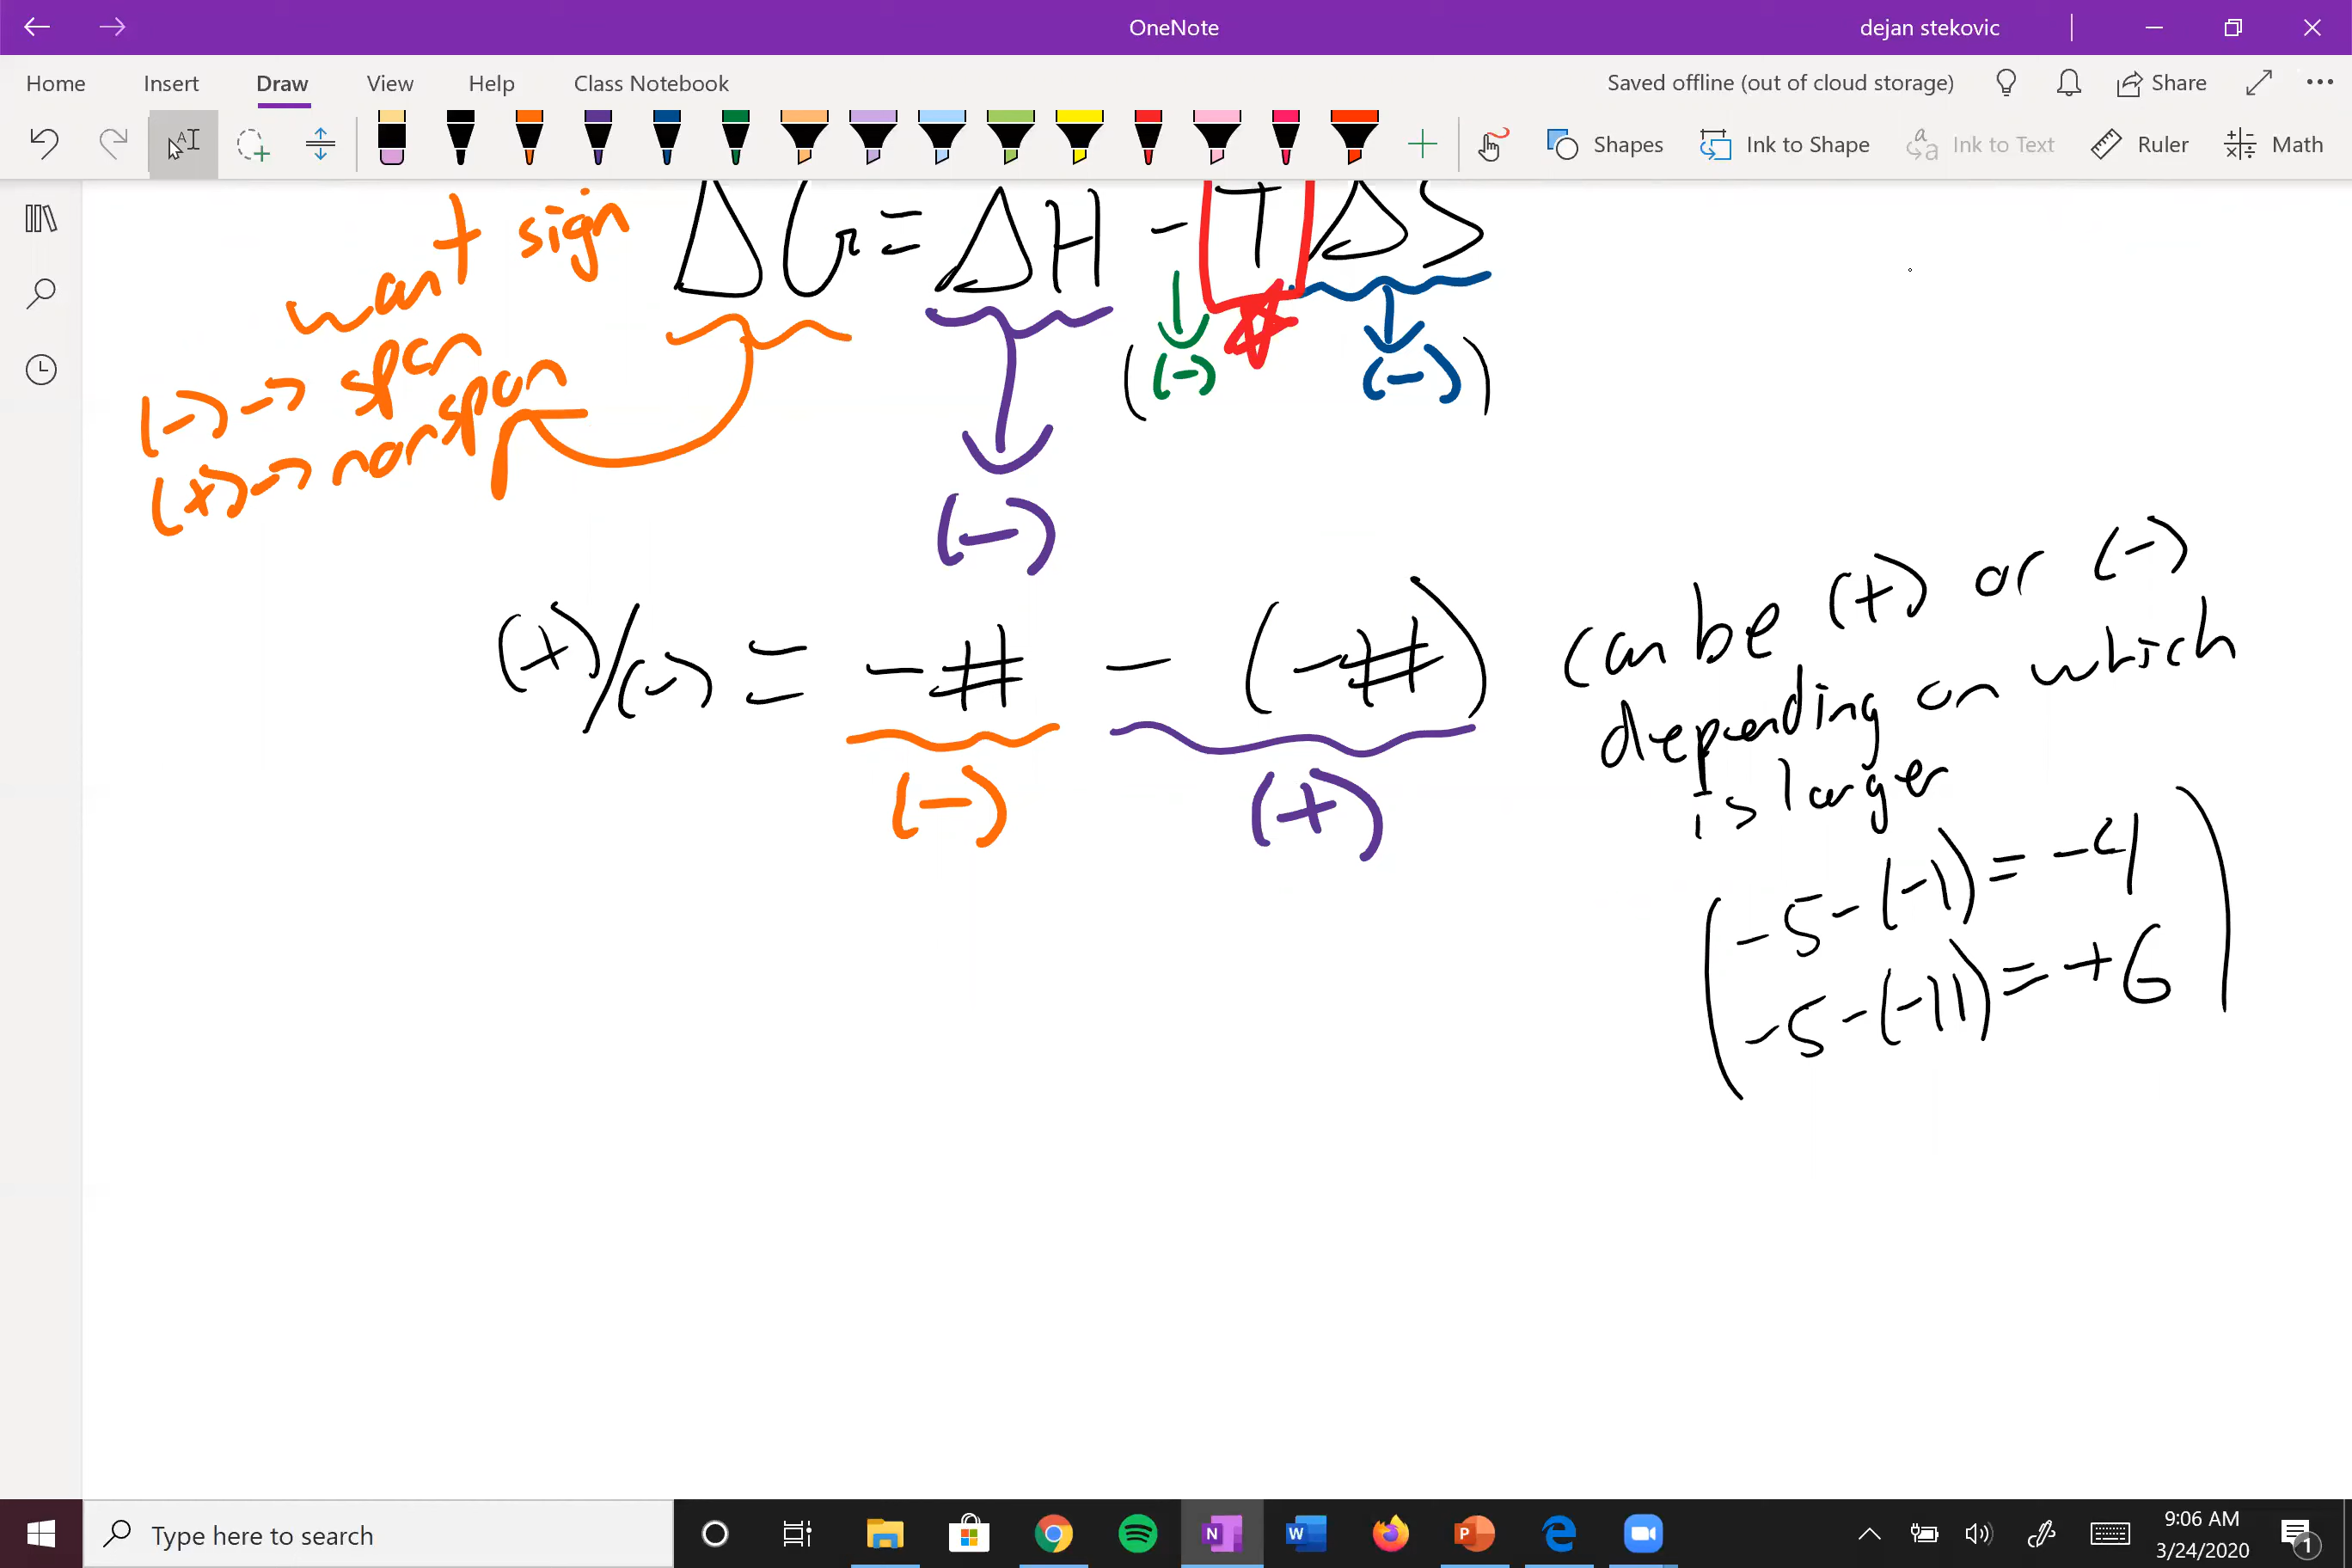 OneNote
dejan stekovic
Home Insert Draw View Help Class Notebook
Saved offline (out of cloud storage) Share
Shapes Ink to Shape Ink to Text Ruler Math
want sign
ΔG = ΔH - TΔS
(-) → spon
(+) → nonspon
((-) (-))
(-)
(+)/(-) = -# - (-#)
(-) (+)
can be (+) or (-)
depending on which
is larger
(-5-(-1) = -4
-5-(-11) = +6)
Type here to search
9:06 AM
3/24/2020
1